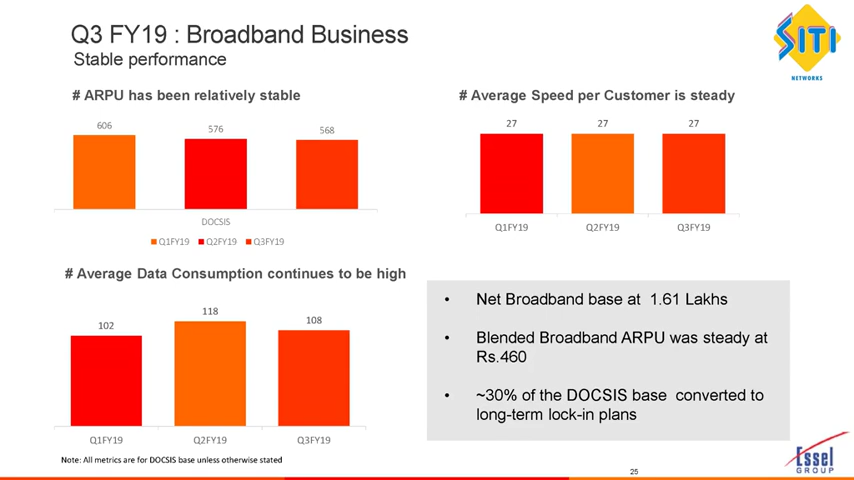 Q3 FY19 : Broadband Business
Stable performance
SITI
NETWORKS
# ARPU has been relatively stable
606
576
568
DOCSIS
Q1FY19 Q2FY19 Q3FY19
# Average Speed per Customer is steady
27
27
27
Q1FY19
Q2FY19
Q3FY19
# Average Data Consumption continues to be high
102
118
108
Q1FY19
Q2FY19
Q3FY19
Note: All metrics are for DOCSIS base unless otherwise stated
• Net Broadband base at 1.61 Lakhs
• Blended Broadband ARPU was steady at
Rs.460
• ~30% of the DOCSIS base converted to
long-term lock-in plans
25
Essel
GROUP